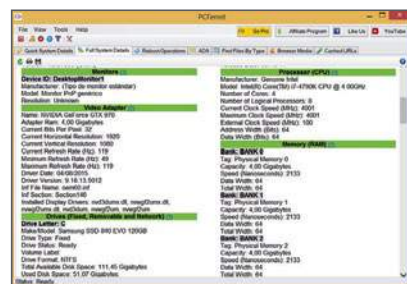 PCFerret
File View Tools Help
Go Pro
Affiliate Program
Like Us
YouTube
Quick System Details
Full System Details
Reboot Operations
ADS
Find Files By Type
Browser Media
Cached URLs
Monitors
Device ID: DesktopMonitor1
Manufacturer: (Tipo de monitor estándar)
Model: Monitor PnP genérico
Resolution: Unknown
Video Adapter
Name: NVIDIA GeForce GTX 970
Adapter Ram: 4,00 Gigabytes
Current Bits Per Pixel: 32
Current Horizontal Resolution: 1920
Current Vertical Resolution: 1080
Current Refresh Rate (Hz): 119
Minimum Refresh Rate (Hz): 49
Maximum Refresh Rate (Hz): 119
Driver Version: 9.18.13.5012
Inf Section: Section146
Drives (Fixed, Removable and Network)
Drive Letter: C
Make/Model: Samsung SSD 840 EVO 120GB
Drive Type: Fixed
Drive Status: Ready
Volume Label:
Drive Format: NTFS
Total Available Disk Space: 111,45 Gigabytes
Used Disk Space: 51,07 Gigabytes
Processor (CPU)
Manufacturer: Genuine Intel
Model: Intel(R) Core(TM) i7-4790K CPU @ 4.00GHz
Number of Cores: 4
Number of Logical Processors: 8
Current Clock Speed (MHz): 4001
Maximum Clock Speed (MHz): 4001
External Clock Speed (MHz): 100
Address Width (Bits): 64
Data Width (Bits): 64
Memory (RAM)
Bank: BANK 0
Tag: Physical Memory 0
Capacity: 4,00 Gigabytes
Speed (Nanoseconds): 2133
Data Width: 64
Total Width: 64
Bank: BANK 1
Tag: Physical Memory 1
Capacity: 4,00 Gigabytes
Speed (Nanoseconds): 2133
Data Width: 64
Total Width: 64
Bank: BANK 2
Tag: Physical Memory 2
Capacity: 4,00 Gigabytes
Speed (Nanoseconds): 2133
Data Width: 64
Total Width: 64
Status: Ready